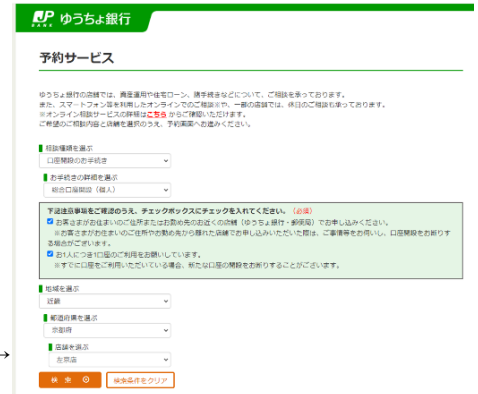 JP BANK ゆうちょ銀行
予約サービス
ゆうちょ銀行の店舗では、資産運用や住宅ローン、諸手続きなどについて、ご相談を承っております。
また、スマートフォン等を利用したオンラインでのご相談※や、一部の店舗では、休日のご相談も承っております。
※オンライン相談サービスの詳細はこちら からご確認いただけます。
ご希望のご相談内容と店舗を選択のうえ、予約画面へお進みください。
相談種類を選ぶ
口座開設のお手続き
お手続きの詳細を選ぶ
総合口座開設（個人）
下記注意事項をご確認のうえ、チェックボックスにチェックを入れてください。（必須）
お客さまがお住まいのご住所またはお勤め先のお近くの店舗（ゆうちょ銀行・郵便局）でお申し込みください。
※お客さまがお住まいのご住所やお勤め先から離れた店舗でお申し込みいただいた際は、ご事情等をお伺いし、口座開設をお断りす
る場合がございます。
お1人につき1口座のご利用をお願いしています。
※すでに口座をご利用いただいている場合、新たな口座の開設をお断りすることがございます。
地域を選ぶ
近畿
都道府県を選ぶ
京都府
店舗を選ぶ
→ 左京店
検 索
検索条件をクリア